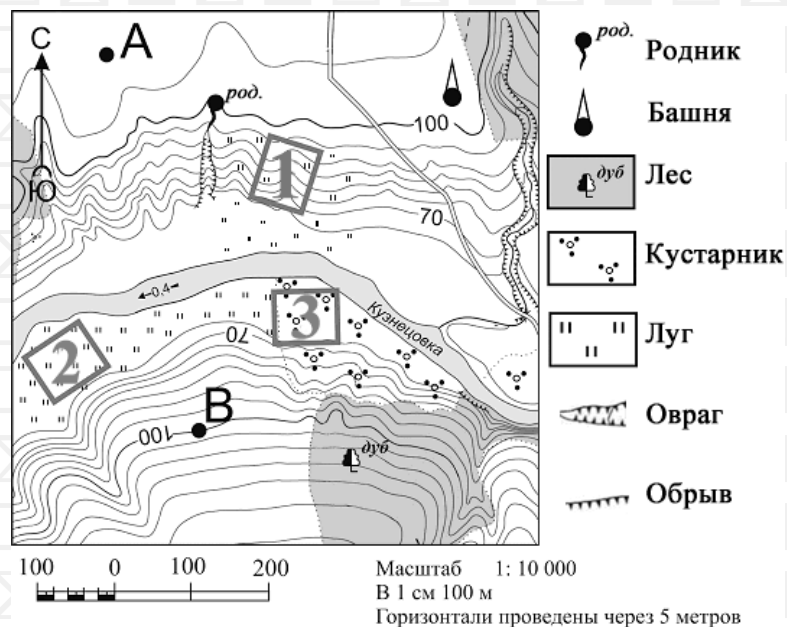 С
А
род.
100
Ю
1
70
0,4
3
Кузнецовка
70
2
В
100
дуб
род.
Родник
Башня
дуб
Лес
Кустарник
Луг
Овраг
Обрыв
100 0 100 200
Масштаб 1: 10 000
В 1 см 100 м
Горизонтали проведены через 5 метров